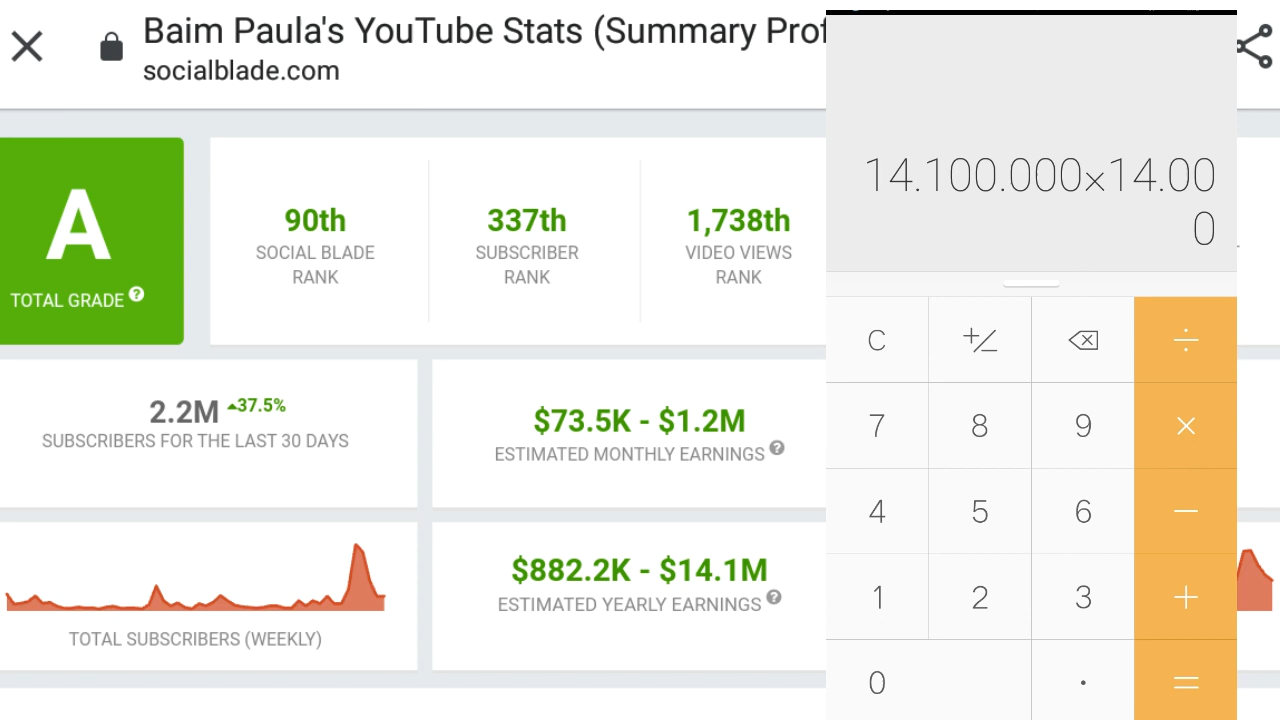 Baim Paula's YouTube Stats (Summary Prof
socialblade.com
A
TOTAL GRADE ?
90th
SOCIAL BLADE
RANK
337th
SUBSCRIBER
RANK
1,738th
VIDEO VIEWS
RANK
2.2M 37.5%
SUBSCRIBERS FOR THE LAST 30 DAYS
$73.5K - $1.2M
ESTIMATED MONTHLY EARNINGS ?
TOTAL SUBSCRIBERS (WEEKLY)
$882.2K - $14.1M
ESTIMATED YEARLY EARNINGS ?
14.100.000×14.00
0
C +/− ÷
7 8 9 ×
4 5 6 −
1 2 3 +
0 . =